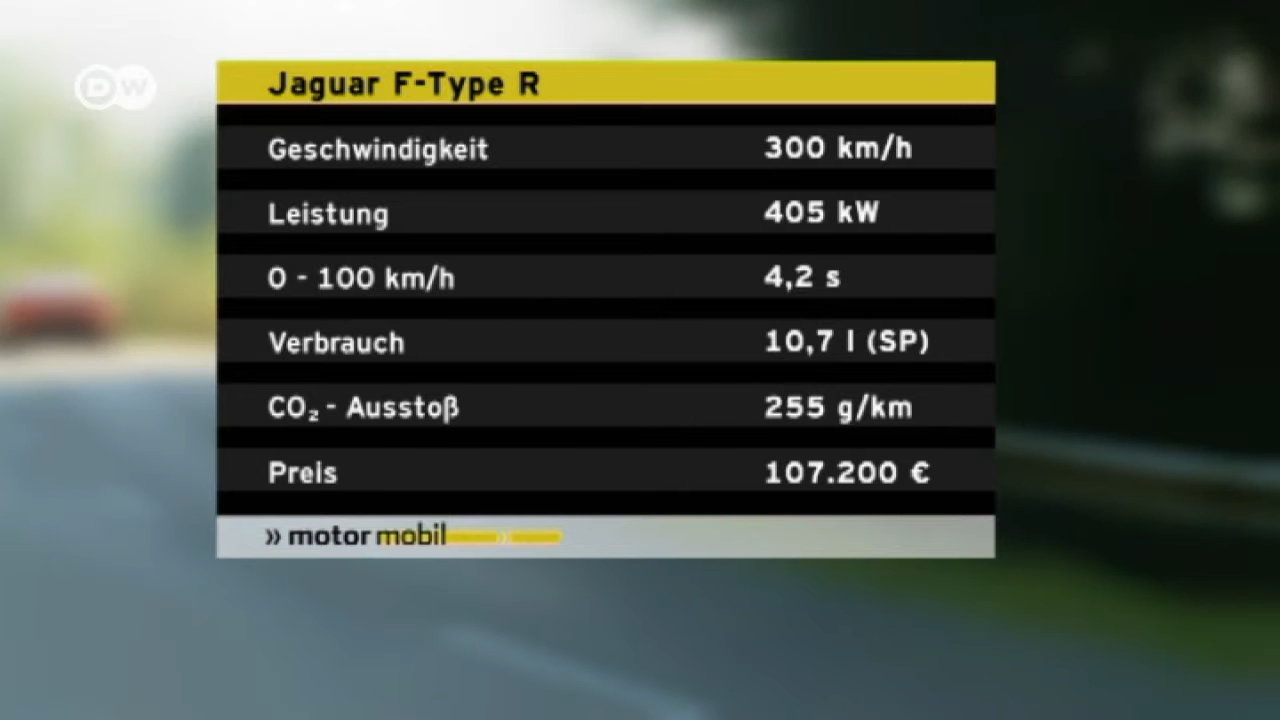 DW
Jaguar F-Type R
Geschwindigkeit 300 km/h
Leistung 405 kW
0 - 100 km/h 4,2 s
Verbrauch 10,7 l (SP)
CO₂ - Ausstoß 255 g/km
Preis 107.200 €
» motor mobil